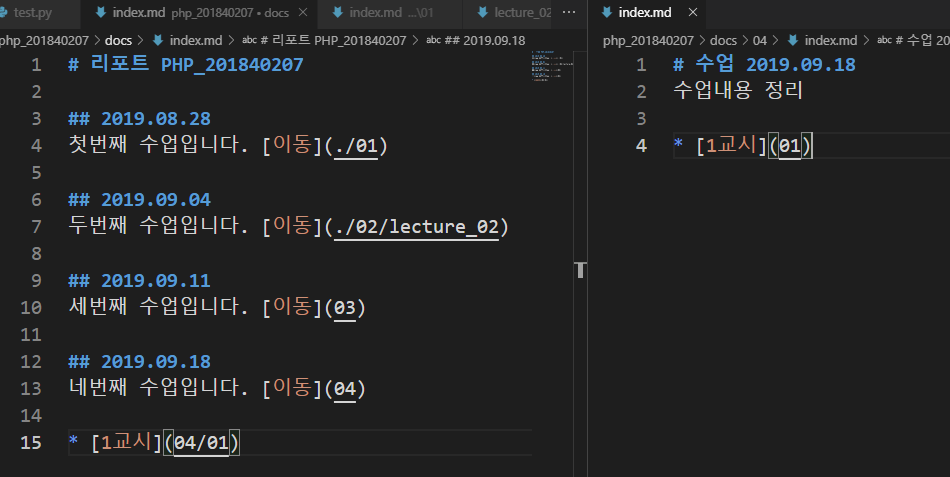 test.py index.md php_201840207 • docs index.md ...\01 lecture_02 ...
php_201840207 > docs > index.md > abc # 리포트 PHP_201840207 > abc ## 2019.09.18
1 # 리포트 PHP_201840207
2
3 ## 2019.08.28
4 첫번째 수업입니다. [이동](./01)
5
6 ## 2019.09.04
7 두번째 수업입니다. [이동](./02/lecture_02)
8
9 ## 2019.09.11
10 세번째 수업입니다. [이동](03)
11
12 ## 2019.09.18
13 네번째 수업입니다. [이동](04)
14
15 * [1교시](04/01)
index.md
php_201840207 > docs > 04 > index.md > abc # 수업 20
1 # 수업 2019.09.18
2 수업내용 정리
3
4 * [1교시](01)